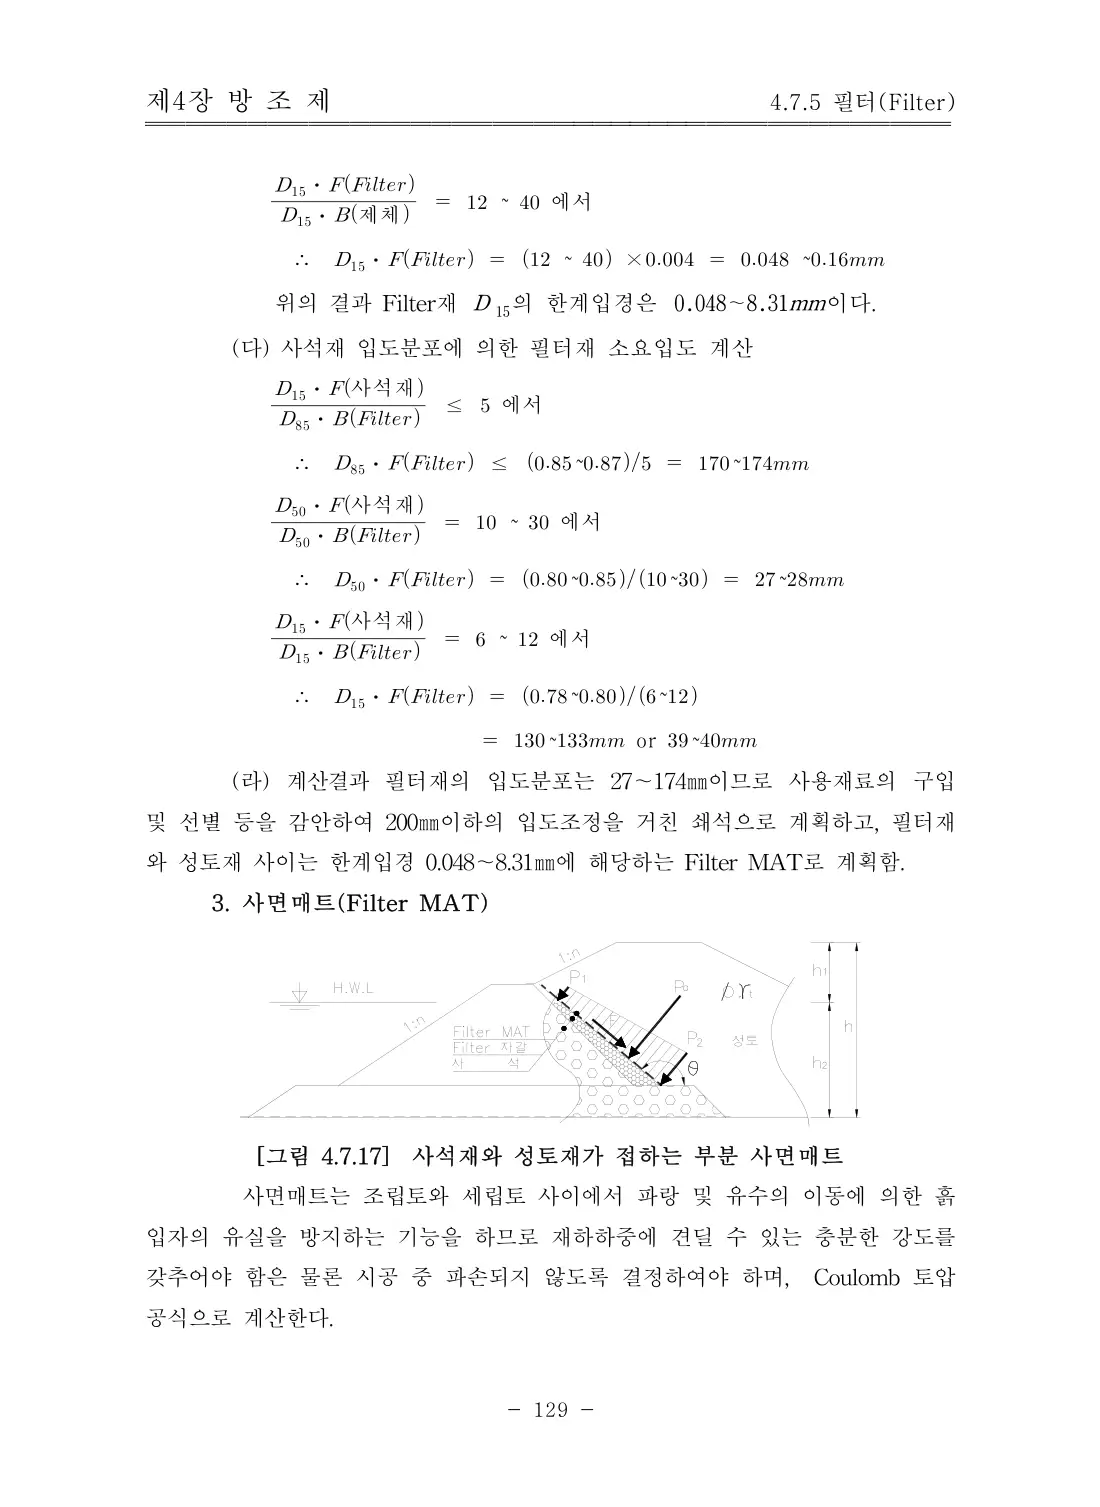 제4장 방 조 제
4.7.5 필터(Filter)
D15・F(Filter)
D15・B(제체)
= 12 ~ 40 에서
∴ D15・F(Filter) = (12 ~ 40) ×0.004 = 0.048 ~0.16mm
위의 결과 Filter재 D 15의 한계입경은 0.048~8.31mm이다.
(다) 사석재 입도분포에 의한 필터재 소요입도 계산
D15・F(사석재)
D85・B(Filter)
≤ 5 에서
∴ D85・F(Filter) ≤ (0.85~0.87)/5 = 170~174mm
D50・F(사석재)
D50・B(Filter)
= 10 ~ 30 에서
∴ D50・F(Filter) = (0.80~0.85)/(10~30) = 27~28mm
D15・F(사석재)
D15・B(Filter)
= 6 ~ 12 에서
∴ D15・F(Filter) = (0.78~0.80)/(6~12)
= 130~133mm or 39~40mm
(라) 계산결과 필터재의 입도분포는 27~174㎜이므로 사용재료의 구입
및 선별 등을 감안하여 200㎜이하의 입도조정을 거친 쇄석으로 계획하고, 필터재
와 성토재 사이는 한계입경 0.048~8.31㎜에 해당하는 Filter MAT로 계획함.
3. 사면매트(Filter MAT)
1:n
P1
H.W.L
1:n
Filter MAT
Filter 자갈
사 석
F
P2
성토
θ
h1
h
h2
[그림 4.7.17] 사석재와 성토재가 접하는 부분 사면매트
사면매트는 조립토와 세립토 사이에서 파랑 및 유수의 이동에 의한 흙
입자의 유실을 방지하는 기능을 하므로 재하하중에 견딜 수 있는 충분한 강도를
갖추어야 함은 물론 시공 중 파손되지 않도록 결정하여야 하며, Coulomb 토압
공식으로 계산한다.
- 129 -